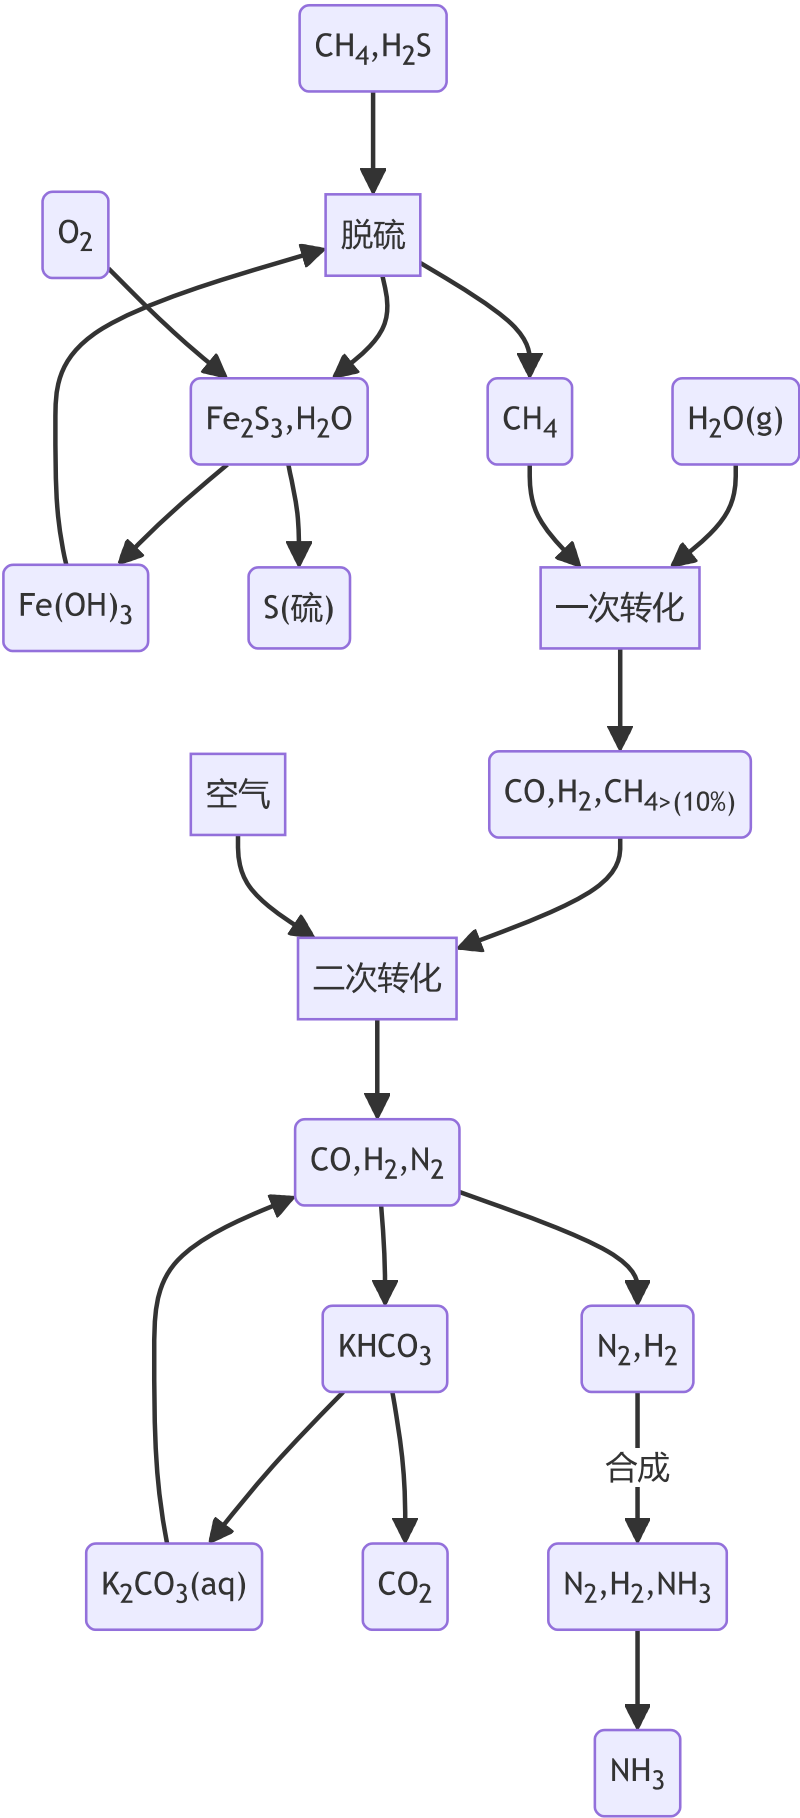 CH₄,H₂S
O₂
脱硫
Fe₂S₃,H₂O
CH₄
H₂O(g)
Fe(OH)₃
S(硫)
一次转化
空气
CO,H₂,CH₄>(10%)
二次转化
CO,H₂,N₂
KHCO₃
N₂,H₂
合成
K₂CO₃(aq)
CO₂
N₂,H₂,NH₃
NH₃